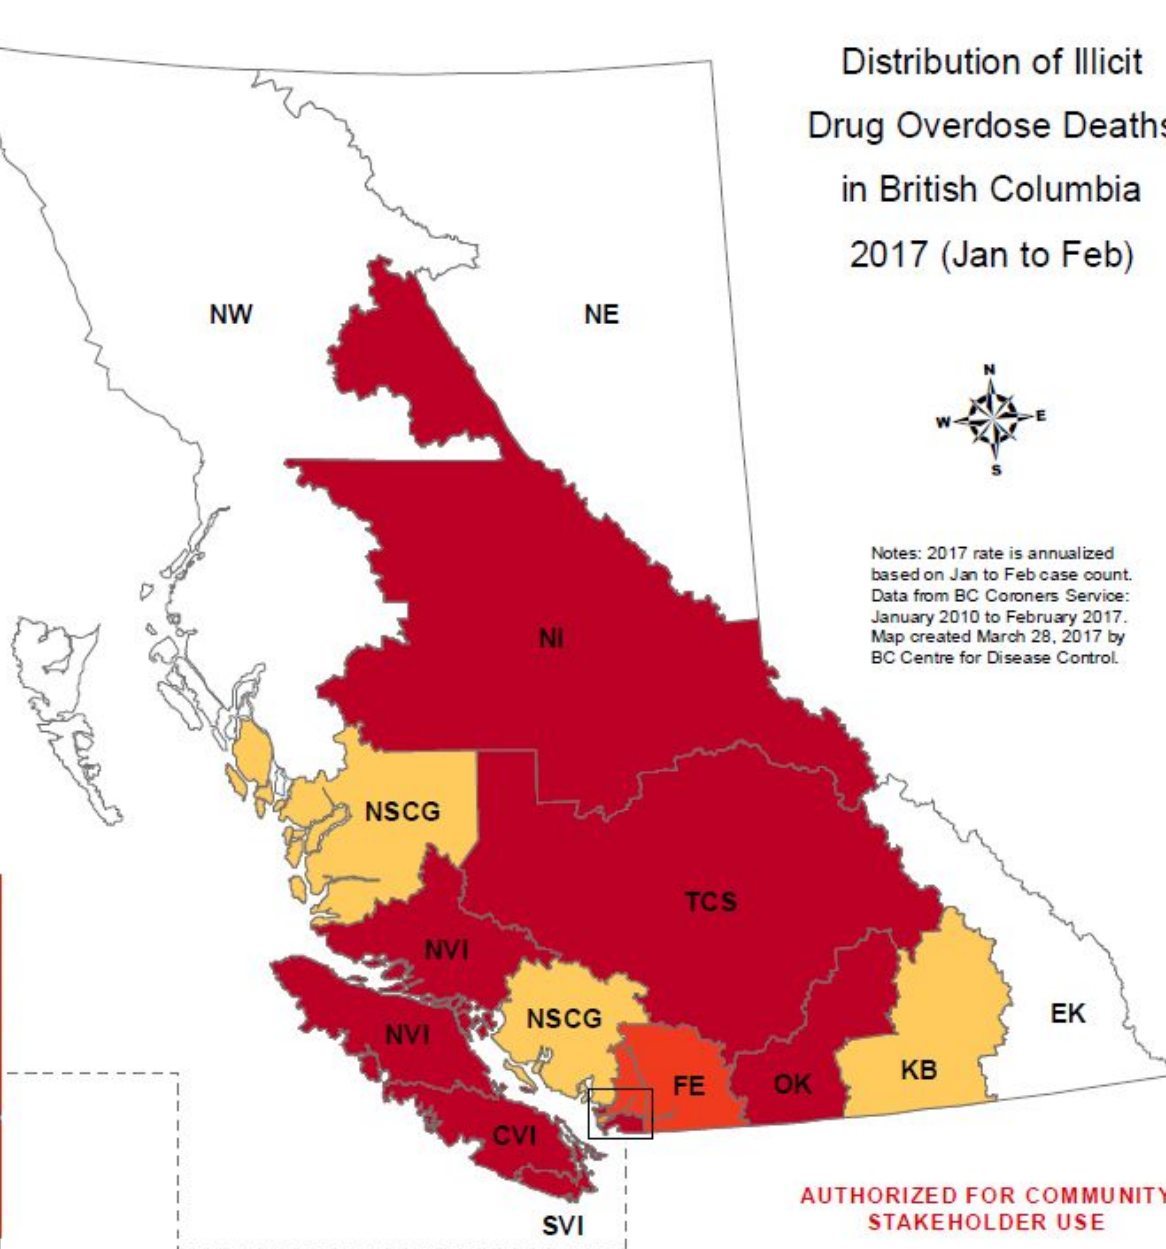 Distribution of Illicit
Drug Overdose Deaths
in British Columbia
2017 (Jan to Feb)
NW
NE
N
W
E
S
Notes: 2017 rate is annualized
based on Jan to Feb case count.
Data from BC Coroners Service:
January 2010 to February 2017.
Map created March 28, 2017 by
BC Centre for Disease Control.
NI
NSCG
TCS
NVI
NSCG
EK
NVI
KB
FE
OK
CVI
AUTHORIZED FOR COMMUNITY
STAKEHOLDER USE
SVI